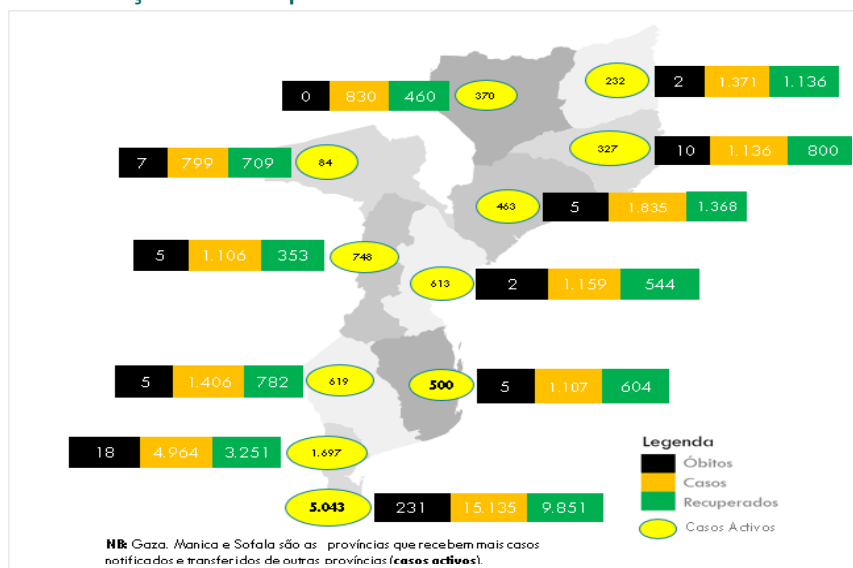 0 830 460 370
232 2 1.371 1.136
7 799 709 84
327 10 1.136 800
463 5 1.835 1.368
5 1.106 353 748
613 2 1.159 544
5 1.406 782 619
500 5 1.107 604
18 4.964 3.251 1.697
5.043 231 15.135 9.851
Legenda
Óbitos
Casos
Recuperados
Casos Activos
NB: Gaza. Manica e Sofala são as províncias que recebem mais casos
notificados e transferidos de outras províncias (casos activos).